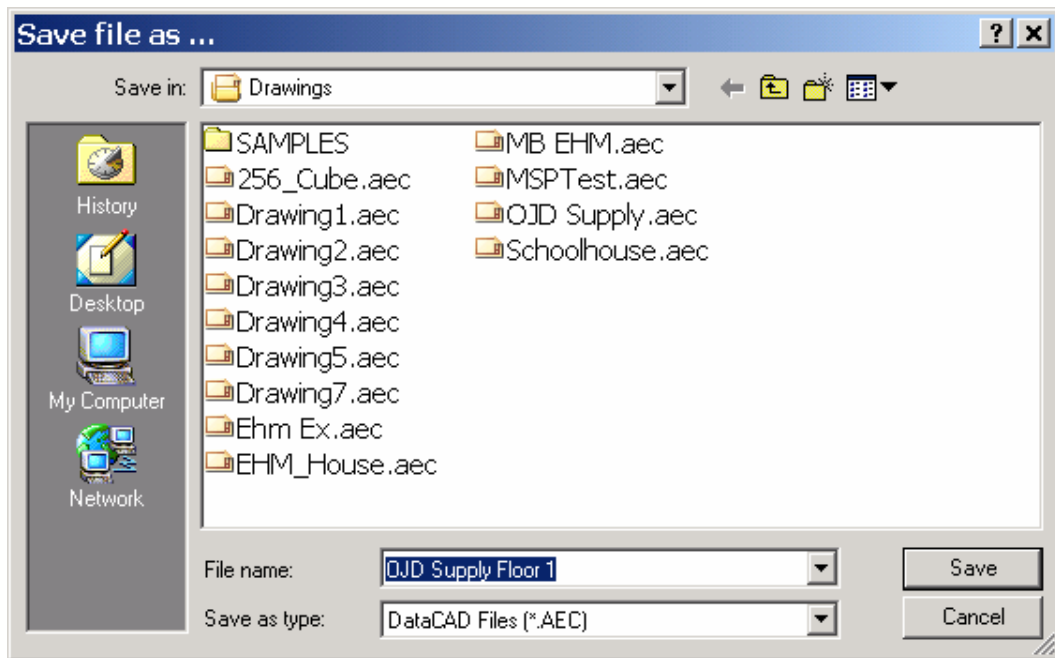 Save file as ...
Save in: Drawings
History
Desktop
My Computer
Network
SAMPLES
256_Cube.aec
Drawing1.aec
Drawing2.aec
Drawing3.aec
Drawing4.aec
Drawing5.aec
Drawing7.aec
Ehm Ex.aec
EHM_House.aec
MB EHM.aec
MSPTest.aec
OJD Supply.aec
Schoolhouse.aec
File name: OJD Supply Floor 1
Save
Save as type: DataCAD Files (*.AEC)
Cancel